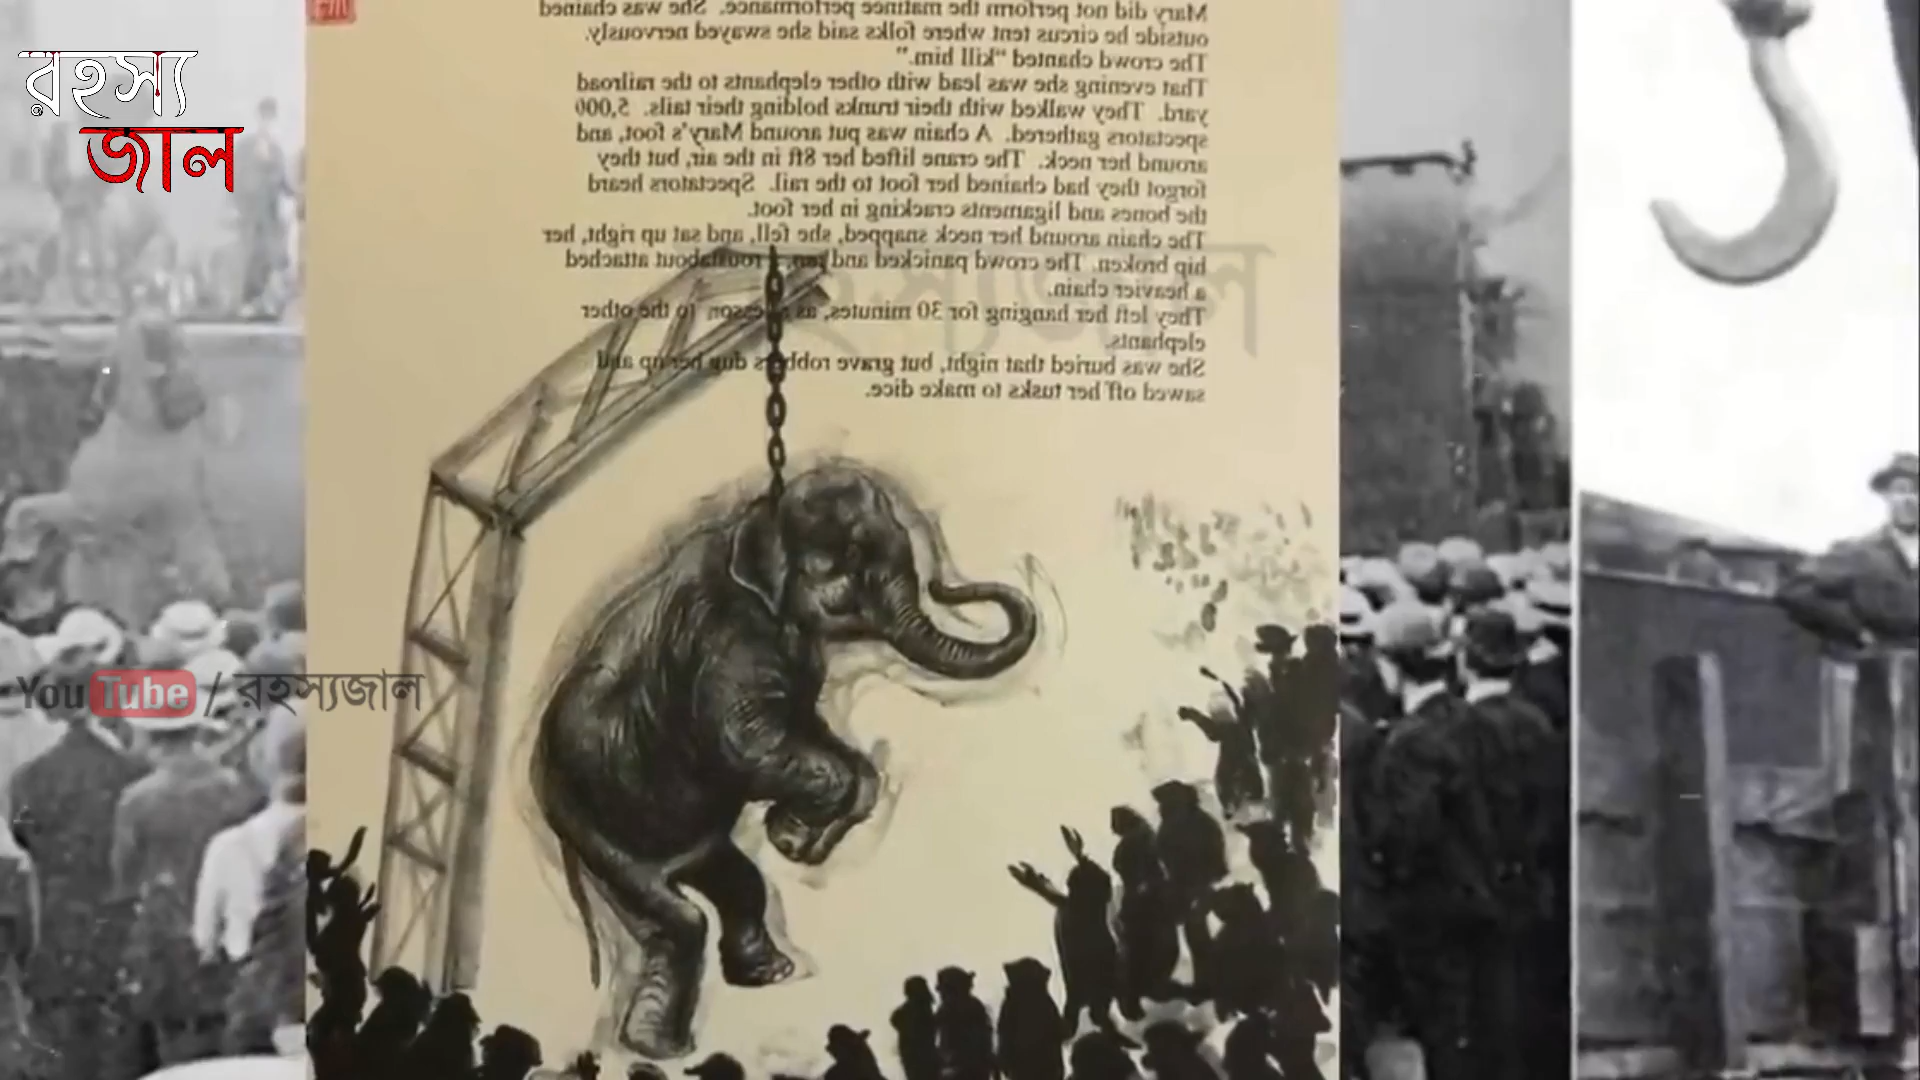 রহস্য
জাল
Mary did not perform the matinee performance. She was chained
outside he circus tent where folks said she swayed nervously.
The crowd chanted "kill him."
That evening she was lead with other elephants to the railroad
yard. They walked with their trunks holding their tails. 5,000
spectators gathered. A chain was put around Mary's foot, and
around her neck. The crane lifted her 8ft in the air, but they
forgot they had chained her foot to the rail. Spectators heard
the bones and ligaments cracking in her foot.
The chain around her neck snapped, she fell, and sat up right, her
hip broken. The crowd panicked and ran, roustabout attached
a heavier chain.
They left her hanging for 30 minutes, as to the other
elephants.
She was buried that night, but grave robbers dug her up and
sawed off her tusks to make dice.
রহস্যজাল
YouTube / রহস্যজাল